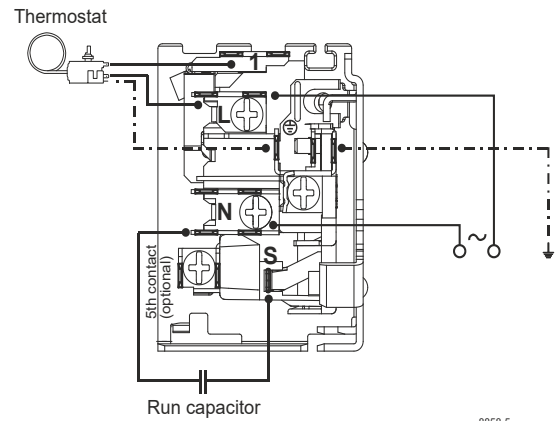 Thermostat
1
L
N
S
5th contact
(optional)
Run capacitor